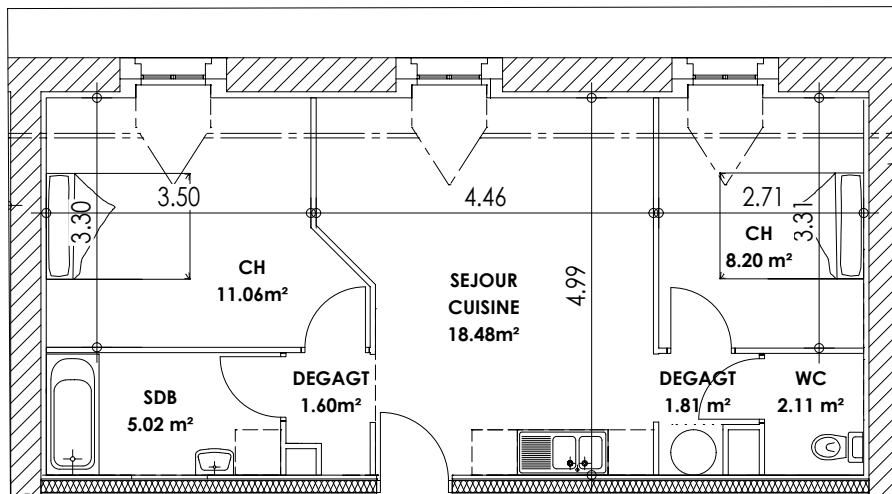 3.50
4.46
2.71
3.30
3.31
CH
8.20 m²
CH
11.06m²
SEJOUR
CUISINE
18.48m²
4.99
SDB
5.02 m²
DEGAGT
1.60m²
DEGAGT
1.81 m²
WC
2.11 m²